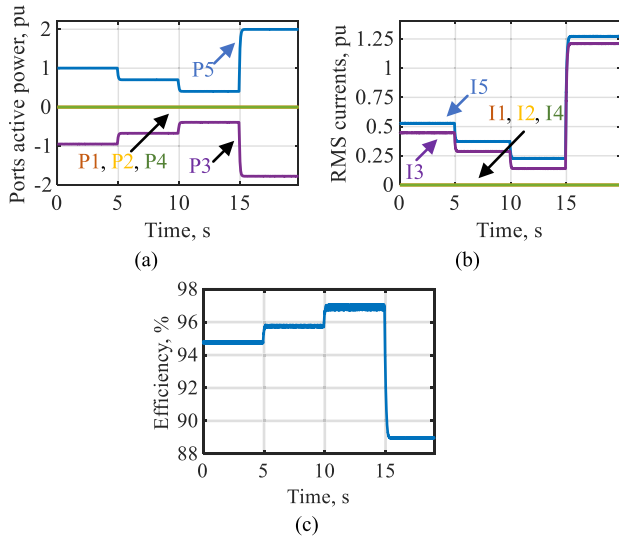 Ports active power, pu
2
1
0
-1
-2
P5
P1, P2, P4
P3
0 5 10 15
Time, s
(a)
RMS currents, pu
1.25
1
0.75
0.5
0.25
0
I5
I1, I2, I4
I3
0 5 10 15
Time, s
(b)
Efficiency, %
98
96
94
92
90
88
0 5 10 15
Time, s
(c)